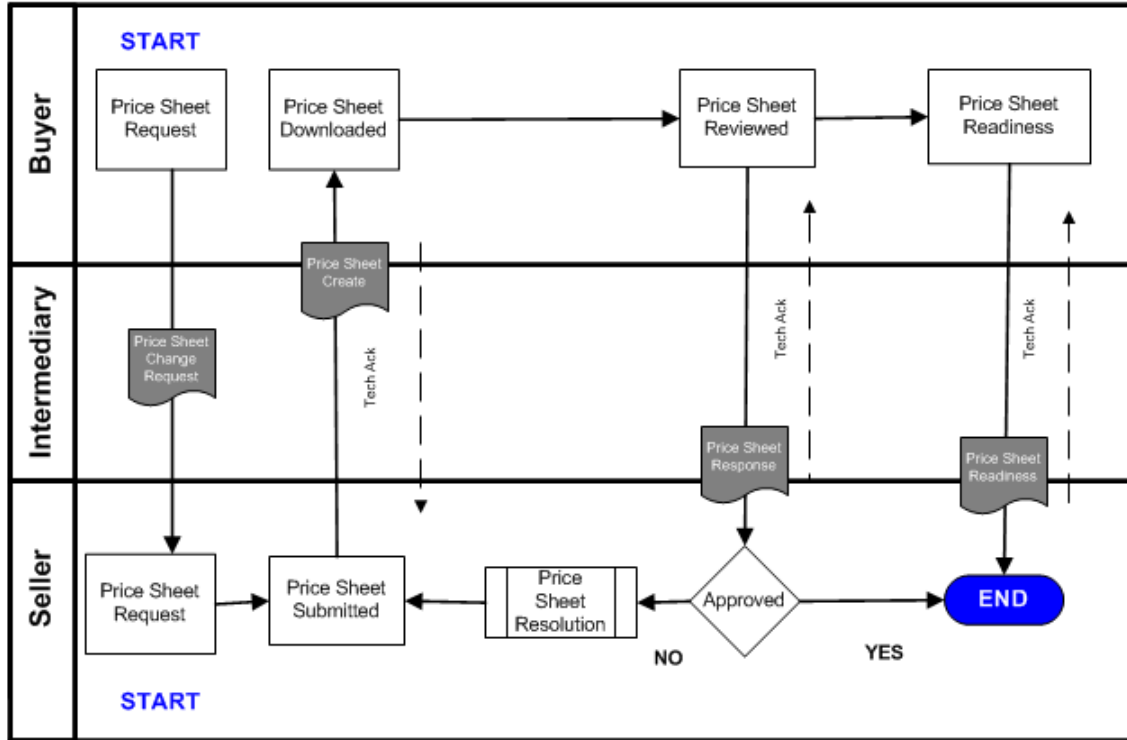 Buyer
START
Price Sheet
Request
Price Sheet
Downloaded
Price Sheet
Reviewed
Price Sheet
Readiness
Intermediary
Price Sheet
Change
Request
Price Sheet
Create
Tech Ack
Price Sheet
Response
Tech Ack
Price Sheet
Readiness
Tech Ack
Seller
Price Sheet
Request
Price Sheet
Submitted
Price
Sheet
Resolution
Approved
END
NO
YES
START